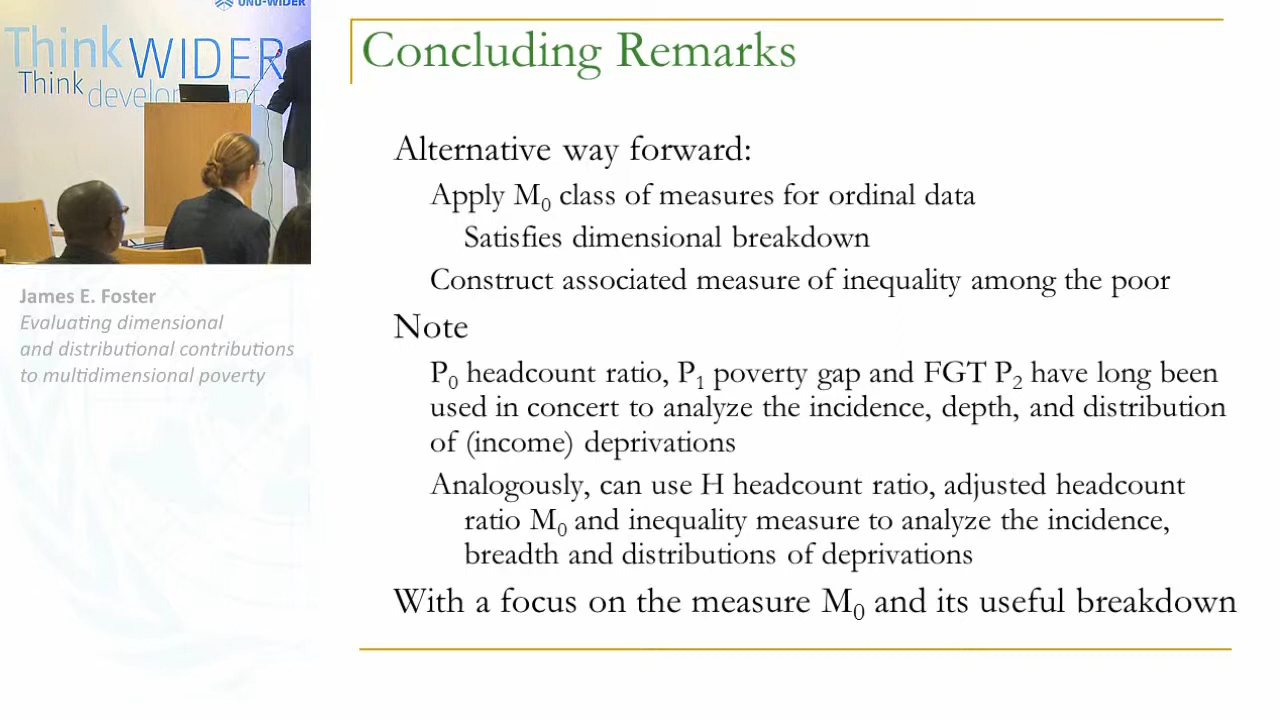 UNU-WIDER
Think WIDER
Think
development
James E. Foster
Evaluating dimensional
and distributional contributions
to multidimensional poverty
Concluding Remarks
Alternative way forward:
Apply M₀ class of measures for ordinal data
Satisfies dimensional breakdown
Construct associated measure of inequality among the poor
Note
P₀ headcount ratio, P₁ poverty gap and FGT P₂ have long been
used in concert to analyze the incidence, depth, and distribution
of (income) deprivations
Analogously, can use H headcount ratio, adjusted headcount
ratio M₀ and inequality measure to analyze the incidence,
breadth and distributions of deprivations
With a focus on the measure M₀ and its useful breakdown